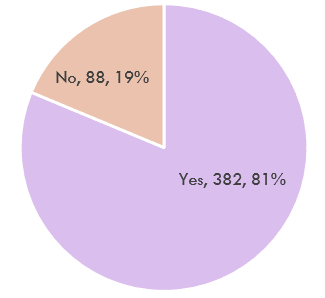 No, 88, 19%
Yes, 382, 81%